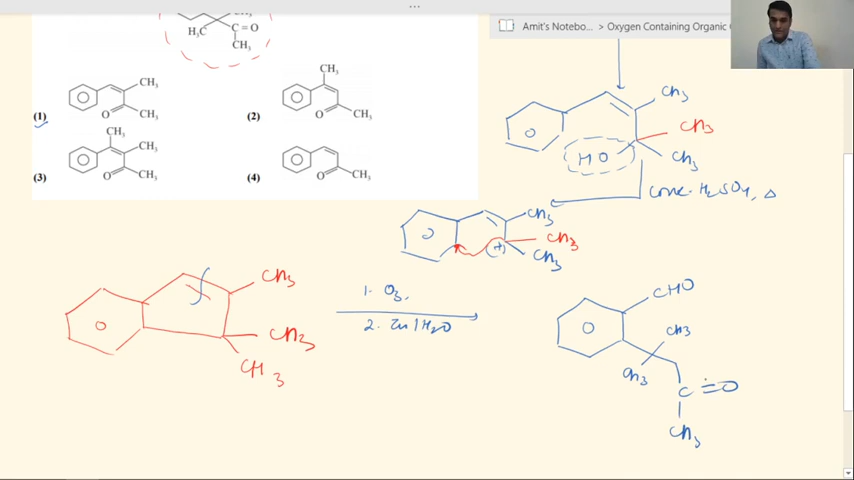 Amit's Notebo... > Oxygen Containing Organic
H₃C
C=O
CH₃
(1)
CH₃
O
CH₃
(2)
CH₃
O
CH₃
(3)
CH₃
CH₃
O
CH₃
(4)
O
CH₃
CH₃
CH₃
HO
CH₃
Conc. H₂SO₄, Δ
CH₃
CH₃
(+)
CH₃
CH₃
CH₃
CH₃
1. O₃
2. Zn/H₂O
CHO
CH₃
CH₃
C=O
CH₃